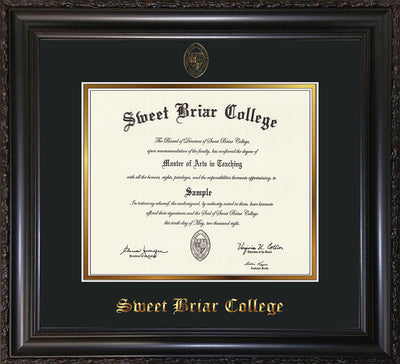 Sweet Briar College
The Board of Directors of Sweet Briar College,
upon recommendation of the faculty, has conferred the degree of
Master of Arts in Teaching
with all the honors, rights, privileges, and the responsibilities thereunto appertaining, to
Sample
In testimony whereof, the undersigned, by authority vested in them, have hereunto
affixed their signatures and the Seal of Sweet Briar College
this tenth day of May, two thousand eight.
Sweet Briar College